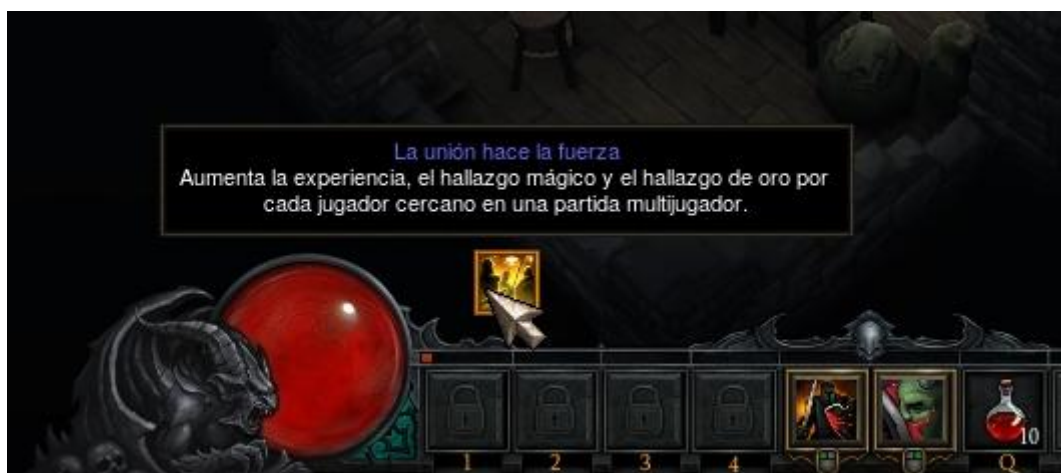 La unión hace la fuerza
Aumenta la experiencia, el hallazgo mágico y el hallazgo de oro por
cada jugador cercano en una partida multijugador.
10
1 2 3 4 Q